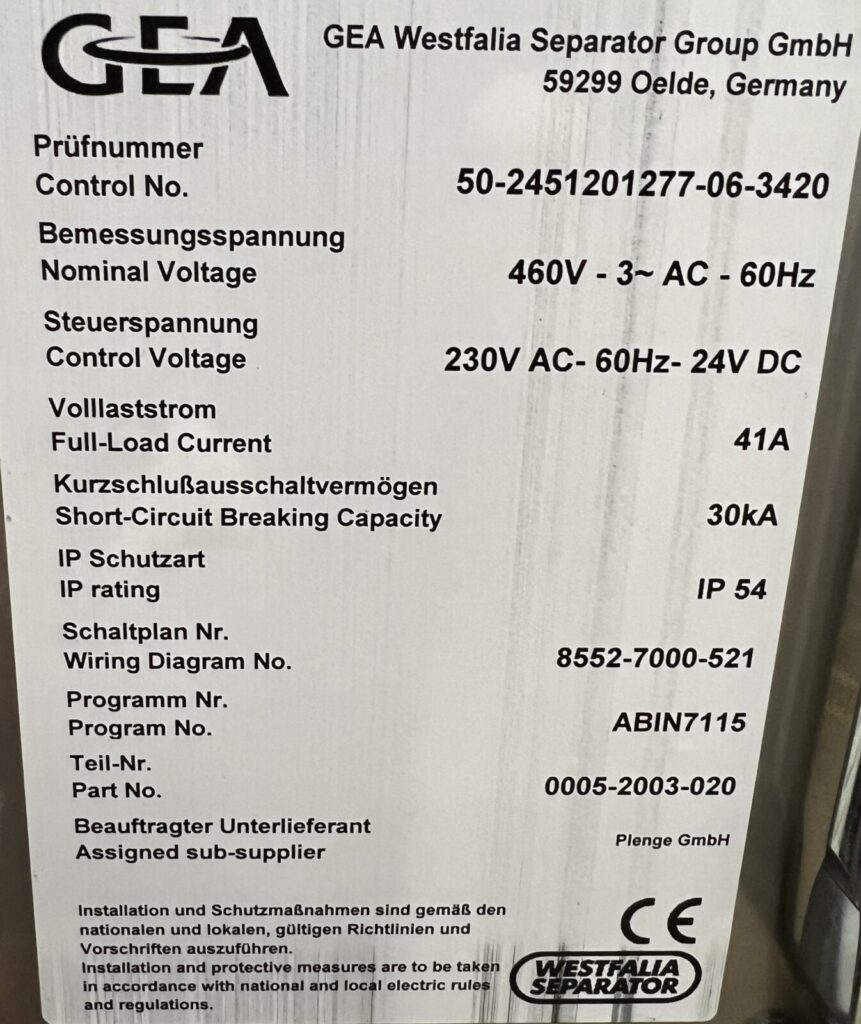 GEA
GEA Westfalia Separator Group GmbH
59299 Oelde, Germany
Prüfnummer
Control No. 50-2451201277-06-3420
Bemessungsspannung
Nominal Voltage 460V - 3~ AC - 60Hz
Steuerspannung
Control Voltage 230V AC- 60Hz- 24V DC
Volllaststrom
Full-Load Current 41A
Kurzschlußausschaltvermögen
Short-Circuit Breaking Capacity 30kA
IP Schutzart
IP rating IP 54
Schaltplan Nr.
Wiring Diagram No. 8552-7000-521
Programm Nr.
Program No. ABIN7115
Teil-Nr.
Part No. 0005-2003-020
Beauftragter Unterlieferant
Assigned sub-supplier Plenge GmbH
Installation und Schutzmaßnahmen sind gemäß den
nationalen und lokalen, gültigen Richtlinien und
Vorschriften auszuführen.
Installation and protective measures are to be taken
in accordance with national and local electric rules
and regulations.
CE
WESTFALIA
SEPARATOR